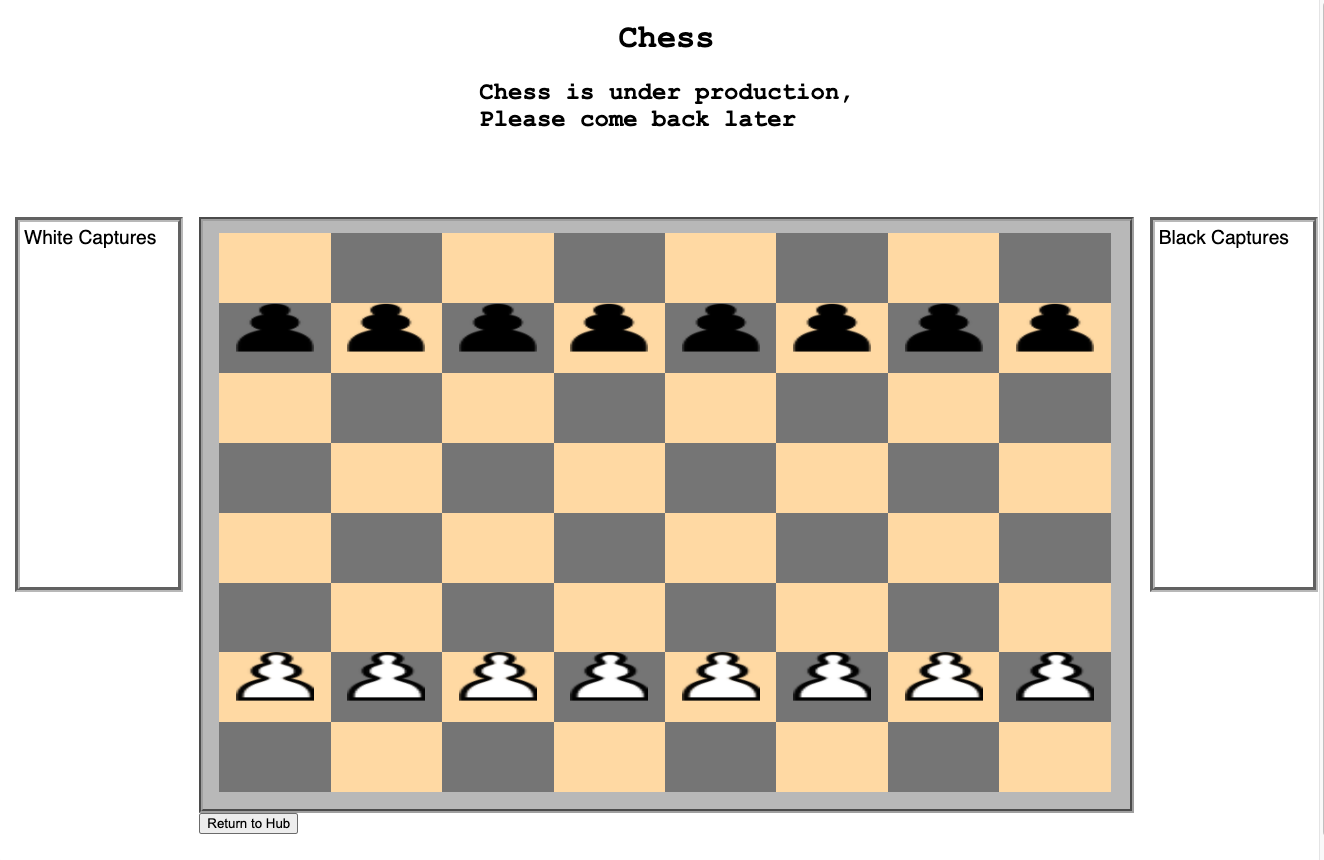 Chess
Chess is under production,
Please come back later
White Captures
Black Captures
Return to Hub